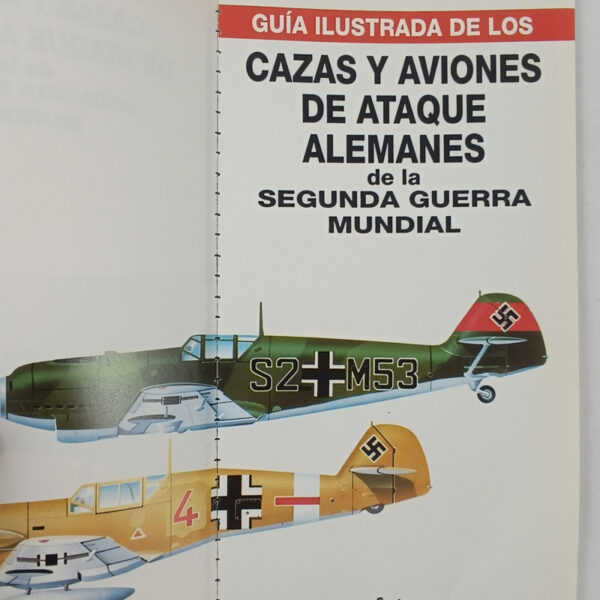 GUÍA ILUSTRADA DE LOS
CAZAS Y AVIONES
DE ATAQUE
ALEMANES
de la
SEGUNDA GUERRA
MUNDIAL
S2 M53
4